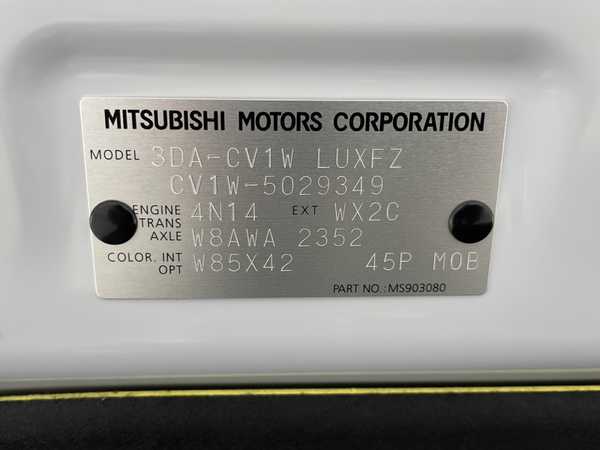 MITSUBISHI MOTORS CORPORATION
MODEL 3DA-CV1W LUXFZ
CV1W-5029349
ENGINE 4N14 EXT WX2C
TRANS
AXLE W8AWA 2352
COLOR, INT
OPT W85X42 45P M0B
PART NO.:MS903080